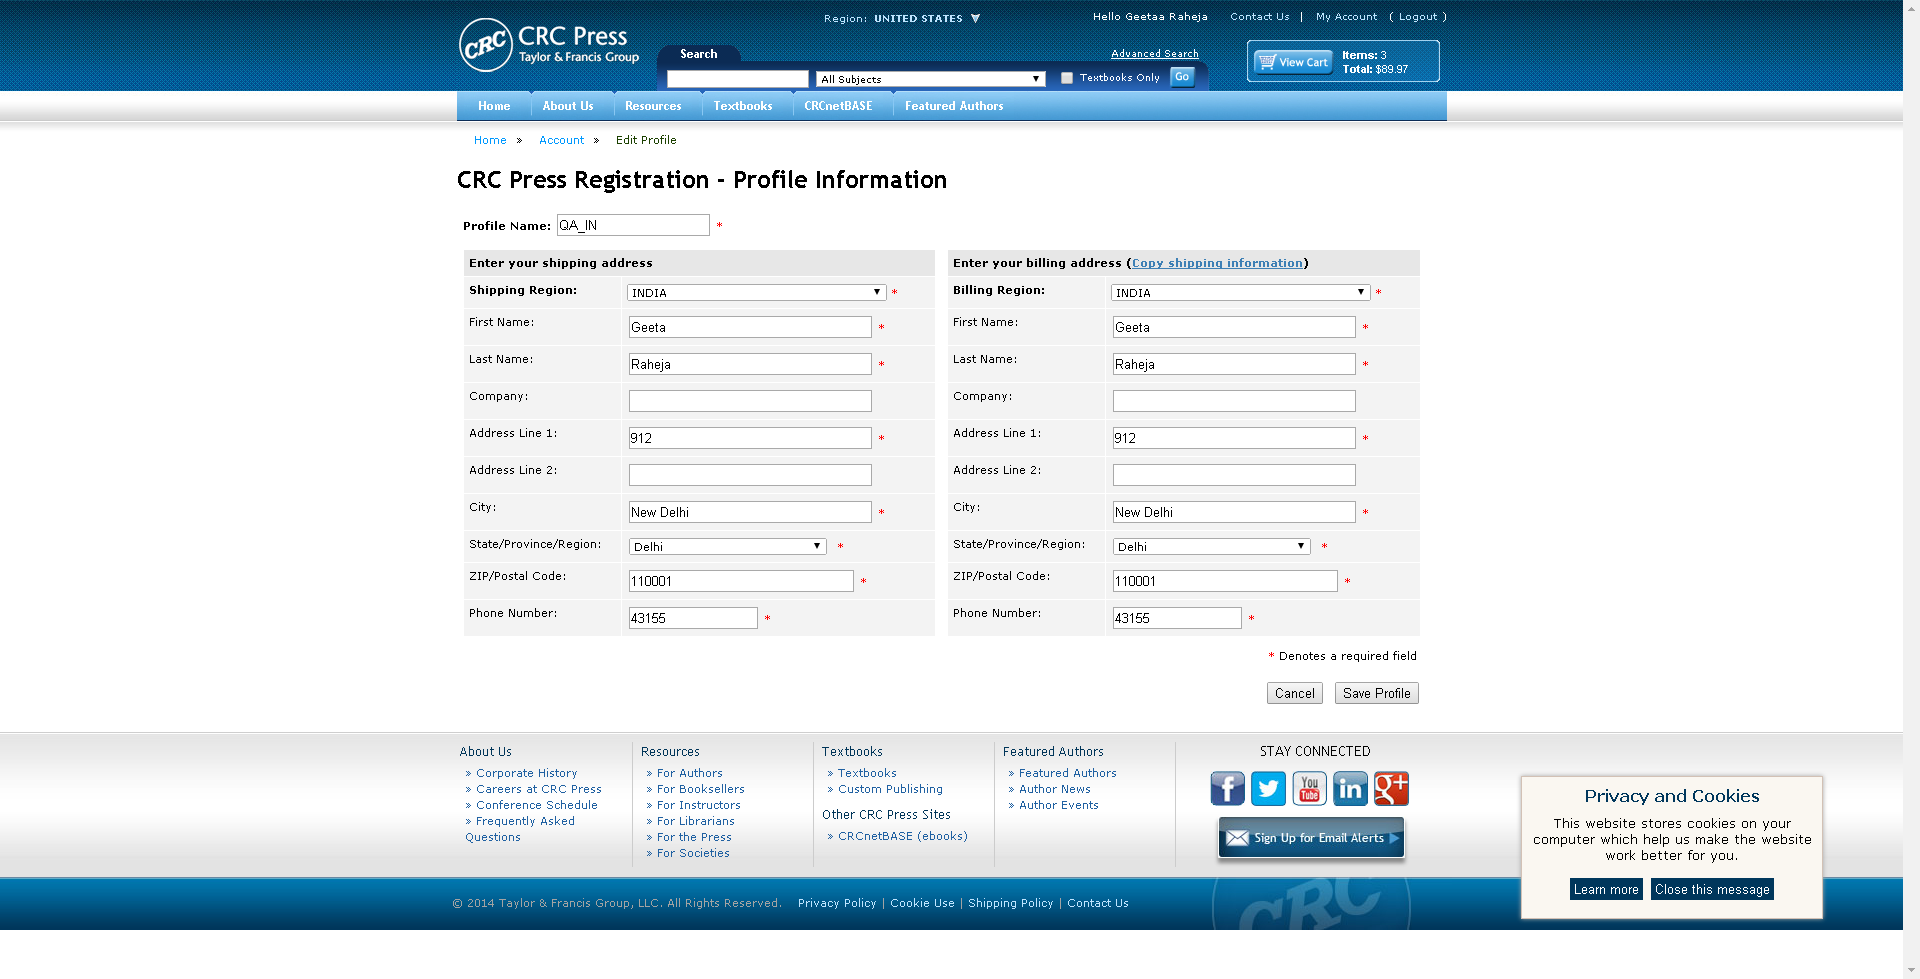 Region: UNITED STATES
Hello Geetaa Raheja Contact Us | My Account ( Logout )
CRC
CRC Press
Taylor & Francis Group
Search
Advanced Search
All Subjects
Textbooks Only
Go
View Cart
Items: 3
Total: $89.97
Home About Us Resources Textbooks CRCnetBASE Featured Authors
Home » Account » Edit Profile
CRC Press Registration - Profile Information
Profile Name: QA_IN *
Enter your shipping address
Shipping Region: INDIA *
First Name: Geeta *
Last Name: Raheja *
Company:
Address Line 1: 912 *
Address Line 2:
City: New Delhi *
State/Province/Region: Delhi *
ZIP/Postal Code: 110001 *
Phone Number: 43155 *
Enter your billing address (Copy shipping information)
Billing Region: INDIA *
First Name: Geeta *
Last Name: Raheja *
Company:
Address Line 1: 912 *
Address Line 2:
City: New Delhi *
State/Province/Region: Delhi *
ZIP/Postal Code: 110001 *
Phone Number: 43155 *
* Denotes a required field
Cancel Save Profile
About Us
» Corporate History
» Careers at CRC Press
» Conference Schedule
» Frequently Asked
Questions
Resources
» For Authors
» For Booksellers
» For Instructors
» For Librarians
» For the Press
» For Societies
Textbooks
» Textbooks
» Custom Publishing
Other CRC Press Sites
» CRCnetBASE (ebooks)
Featured Authors
» Featured Authors
» Author News
» Author Events
STAY CONNECTED
f You Tube in g+
Sign Up for Email Alerts
Privacy and Cookies
This website stores cookies on your
computer which help us make the website
work better for you.
Learn more Close this message
© 2014 Taylor & Francis Group, LLC. All Rights Reserved. Privacy Policy | Cookie Use | Shipping Policy | Contact Us
CRC